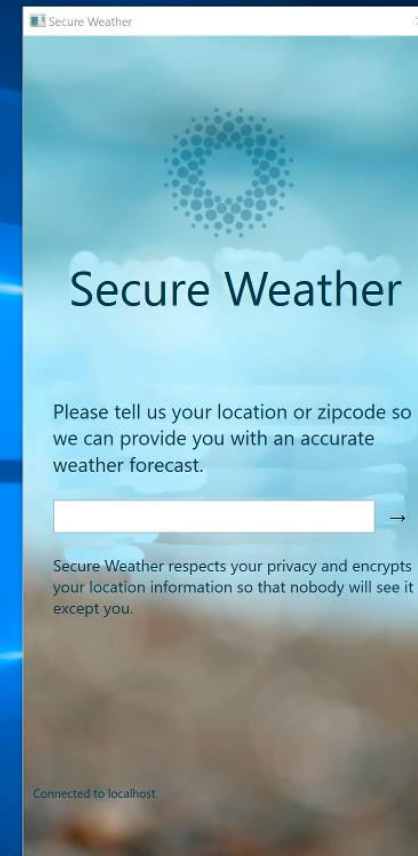 Secure Weather
Secure Weather
Please tell us your location or zipcode so
we can provide you with an accurate
weather forecast.
→
Secure Weather respects your privacy and encrypts
your location information so that nobody will see it
except you.
Connected to localhost.